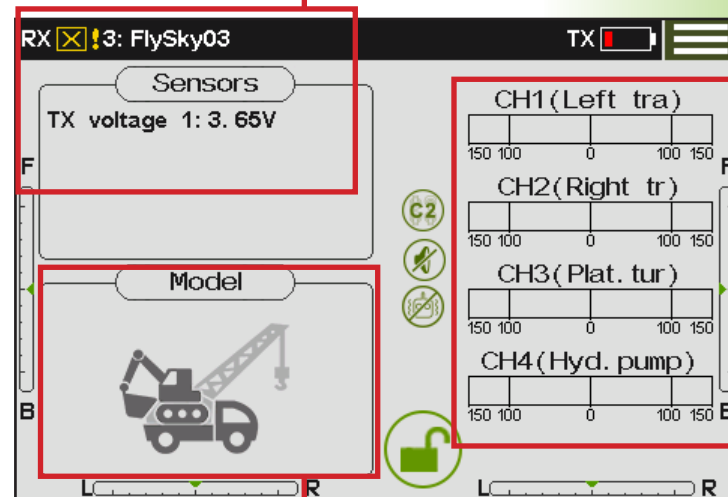 RX ! 3: FlySky03
TX
Sensors
TX voltage 1: 3. 65V
F
B
Model
L R
C2
CH1(Left tra)
150 100 0 100 150
CH2(Right tr)
150 100 0 100 150
CH3(Plat. tur)
150 100 0 100 150
CH4(Hyd. pump)
150 100 0 100 150
F
L R